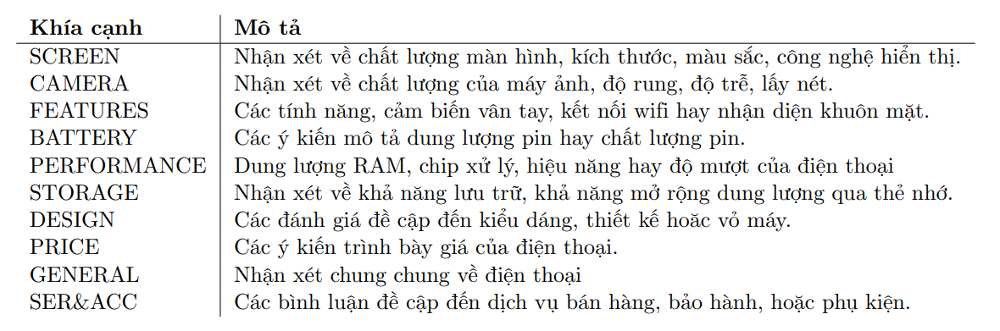 Khía cạnh Mô tả
SCREEN Nhận xét về chất lượng màn hình, kích thước, màu sắc, công nghệ hiển thị.
CAMERA Nhận xét về chất lượng của máy ảnh, độ rung, độ trễ, lấy nét.
FEATURES Các tính năng, cảm biến vân tay, kết nối wifi hay nhận diện khuôn mặt.
BATTERY Các ý kiến mô tả dung lượng pin hay chất lượng pin.
PERFORMANCE Dung lượng RAM, chip xử lý, hiệu năng hay độ mượt của điện thoại
STORAGE Nhận xét về khả năng lưu trữ, khả năng mở rộng dung lượng qua thẻ nhớ.
DESIGN Các đánh giá đề cập đến kiểu dáng, thiết kế hoăc vỏ máy.
PRICE Các ý kiến trình bày giá của điện thoại.
GENERAL Nhận xét chung chung về điện thoại
SER&ACC Các bình luận đề cập đến dịch vụ bán hàng, bảo hành, hoặc phụ kiện.